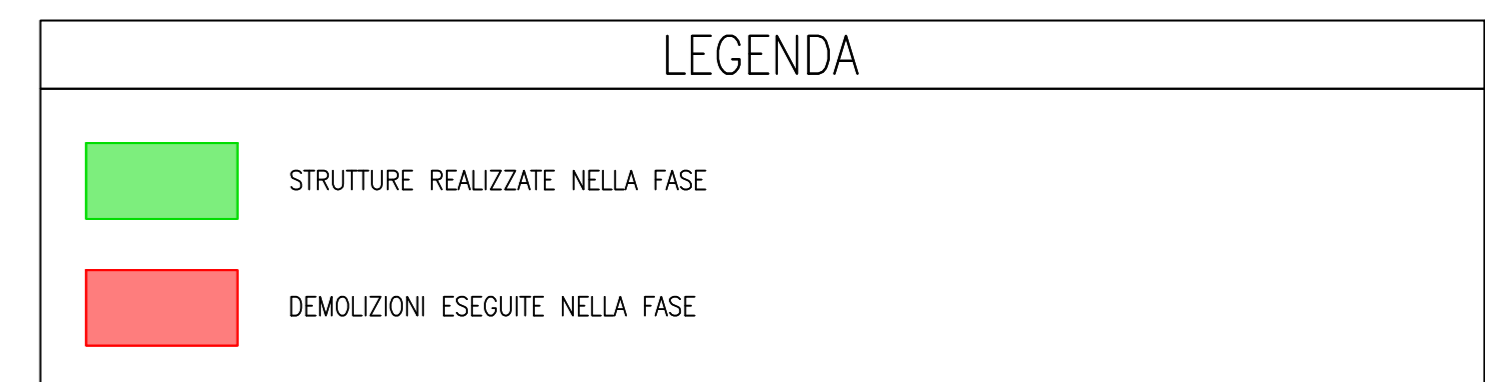 LEGENDA
STRUTTURE REALIZZATE NELLA FASE
DEMOLIZIONI ESEGUITE NELLA FASE